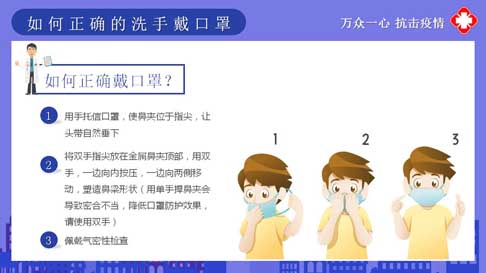 如何正确的洗手戴口罩
万众一心 抗击疫情
如何正确戴口罩？
1 用手托信口罩，使鼻夹位于指尖，让
头带自然垂下
2 将双手指尖放在金属鼻夹顶部，用双
手，一边向内按压，一边向两侧移
动，塑造鼻梁形状（用单手捏鼻夹会
导致密合不当，降低口罩防护效果，
请使用双手）
3 佩戴气密性检查
1 2 3